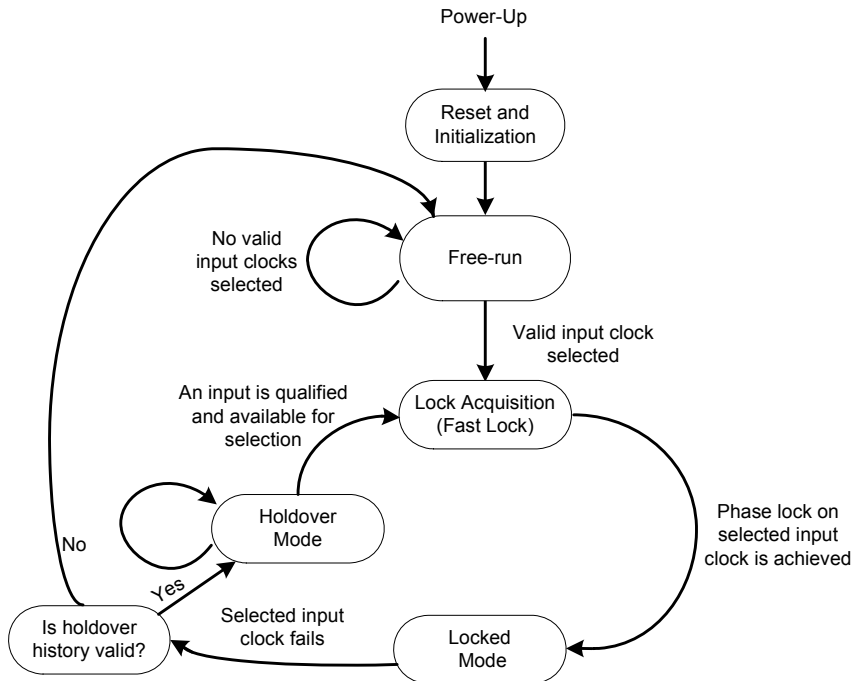 Power-Up
Reset and
Initialization
No valid
input clocks
selected
Free-run
Valid input clock
selected
An input is qualified
and available for
selection
Lock Acquisition
(Fast Lock)
Holdover
Mode
Phase lock on
selected input
clock is achieved
No
Yes
Is holdover
history valid?
Selected input
clock fails
Locked
Mode